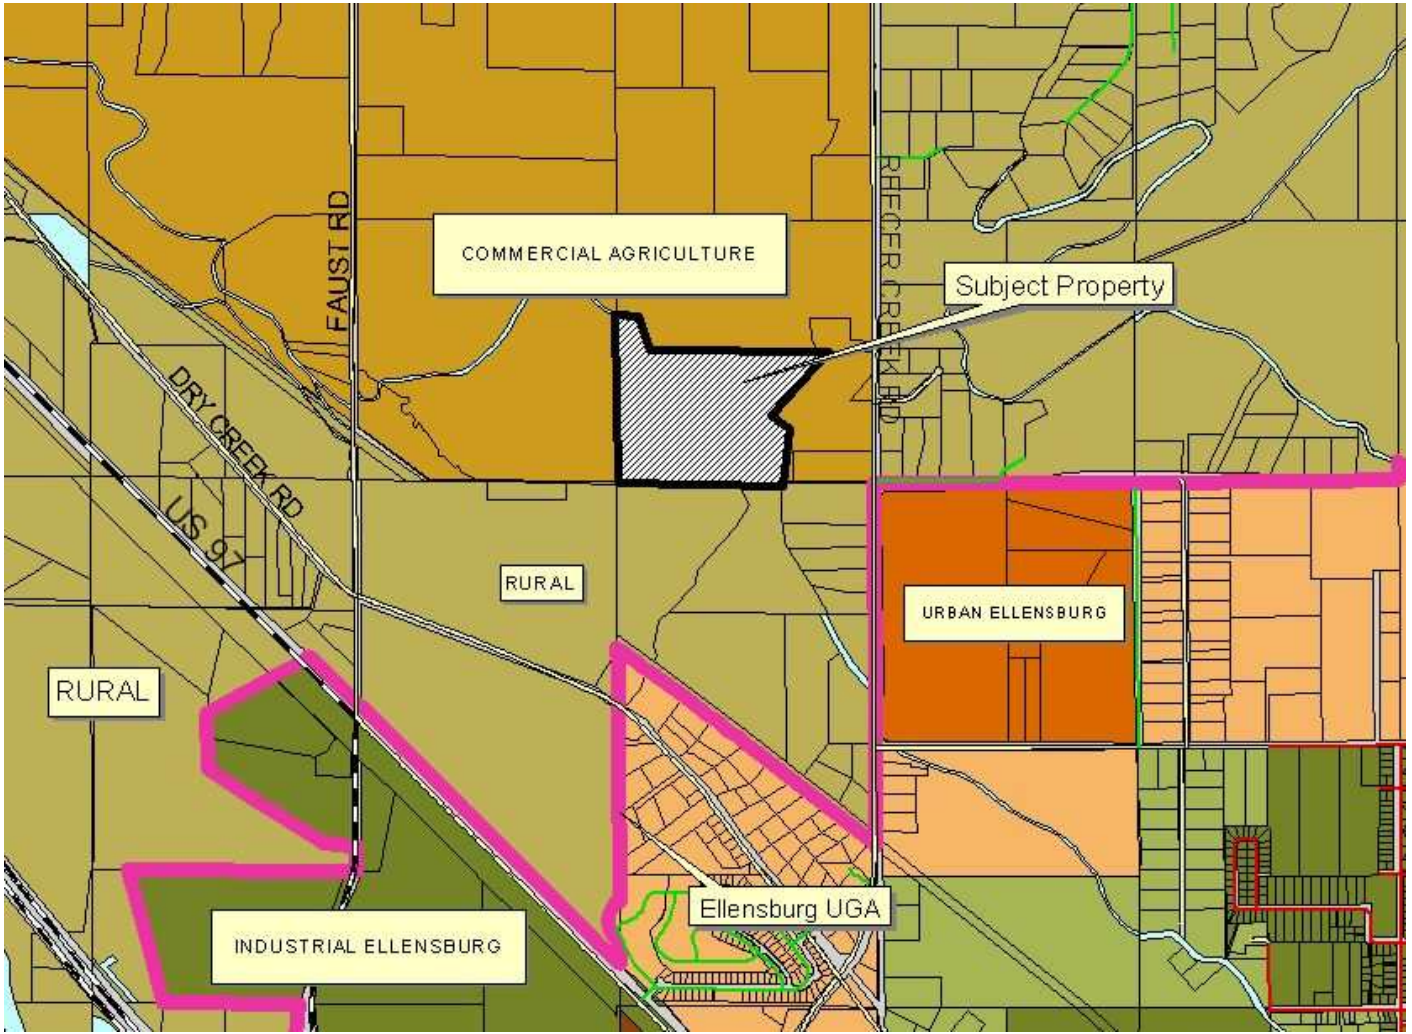 FAUST RD
COMMERCIAL AGRICULTURE
REECER CREEK RD
Subject Property
DRY CREEK RD
US 97
RURAL
URBAN ELLENSBURG
RURAL
Ellensburg UGA
INDUSTRIAL ELLENSBURG